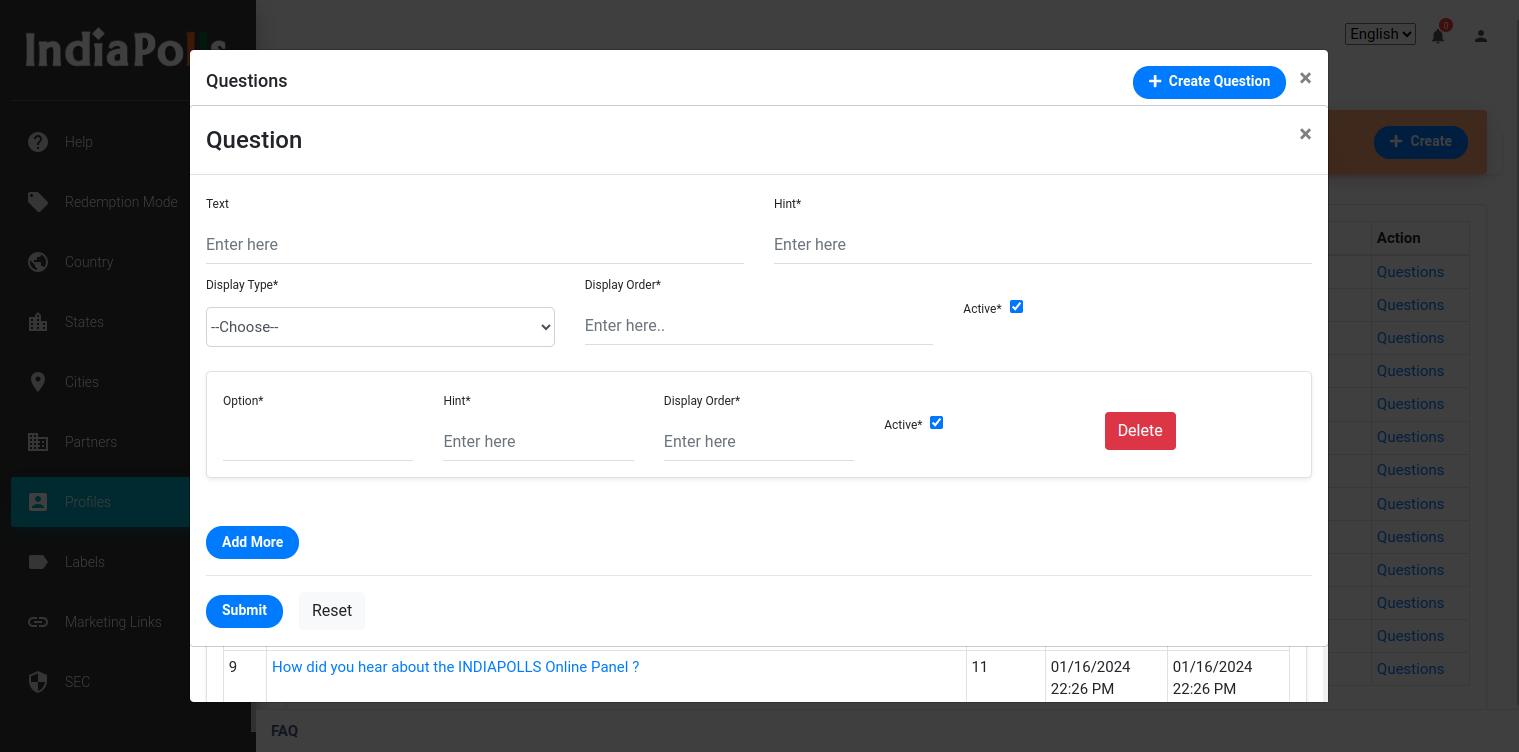 IndiaPolls
English
0
Help
Redemption Mode
Country
States
Cities
Partners
Profiles
Labels
Marketing Links
SEC
Create
Action
Questions
Questions
Questions
Questions
Questions
Questions
Questions
Questions
Questions
Questions
Questions
Questions
Questions
Questions
Create Question
×
Question
×
Text
Hint*
Enter here
Enter here
Display Type*
Display Order*
Active*
--Choose--
Enter here..
Option*
Hint*
Display Order*
Active*
Enter here
Enter here
Delete
Add More
Submit
Reset
9
How did you hear about the INDIAPOLLS Online Panel ?
11
01/16/2024
22:26 PM
01/16/2024
22:26 PM
FAQ